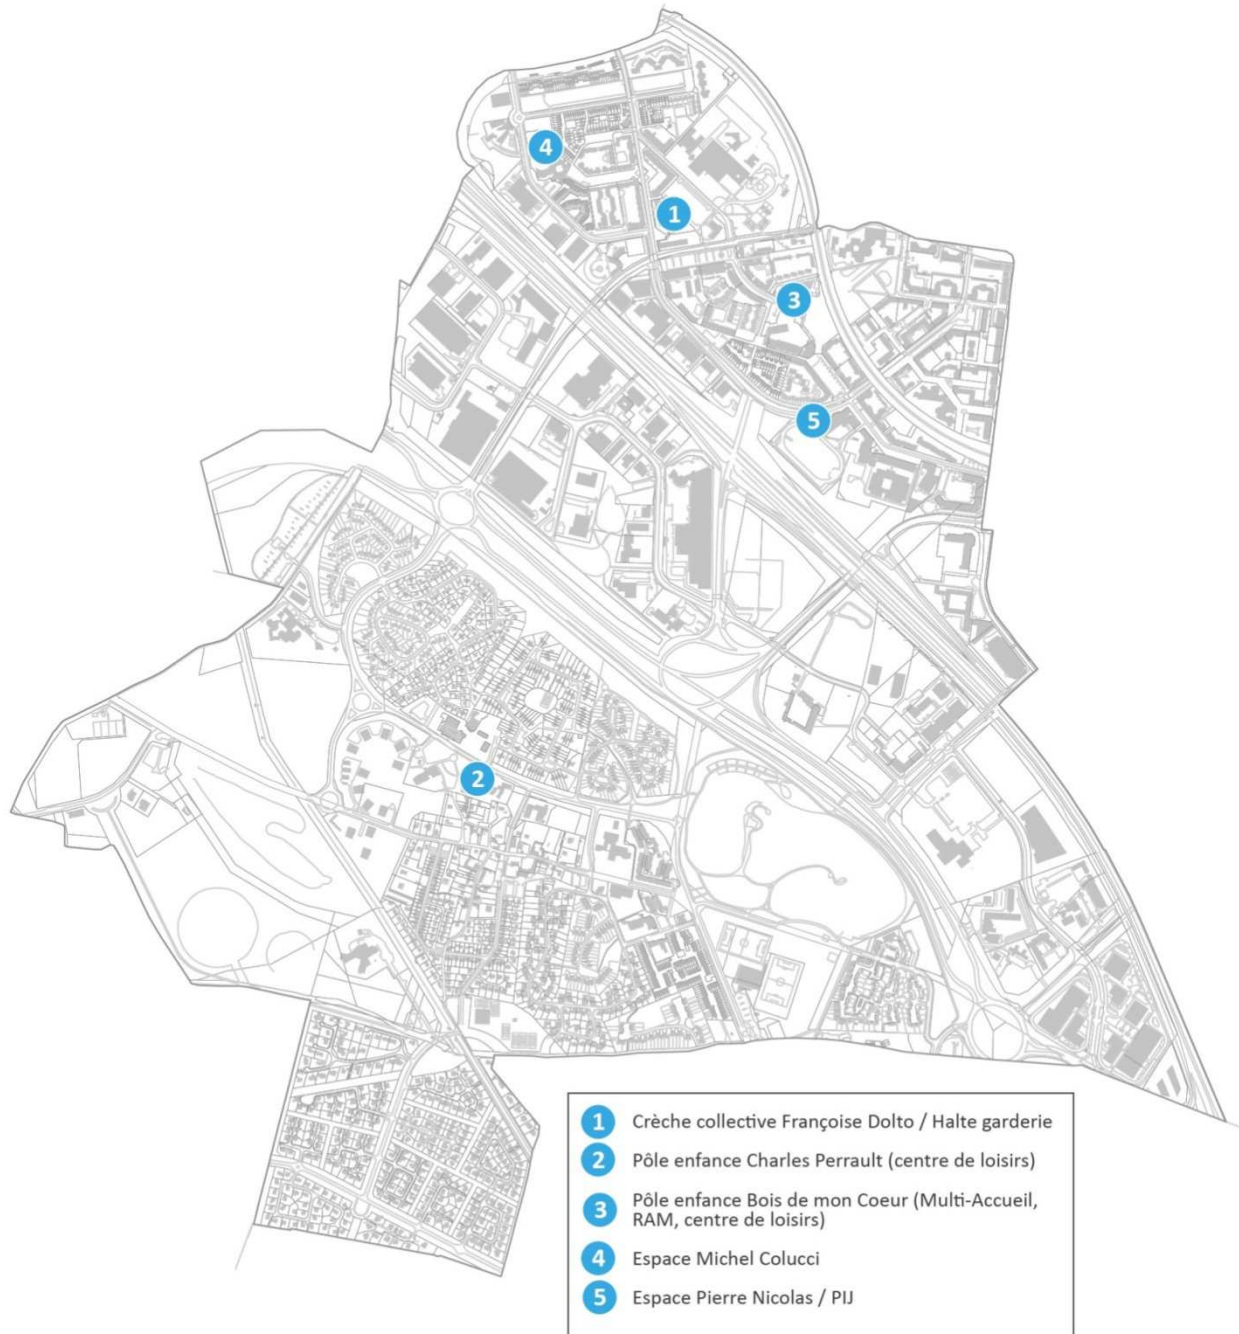 4
1
3
5
2
1 Crèche collective Françoise Dolto / Halte garderie
2 Pôle enfance Charles Perrault (centre de loisirs)
3 Pôle enfance Bois de mon Coeur (Multi-Accueil,
RAM, centre de loisirs)
4 Espace Michel Colucci
5 Espace Pierre Nicolas / PIJ